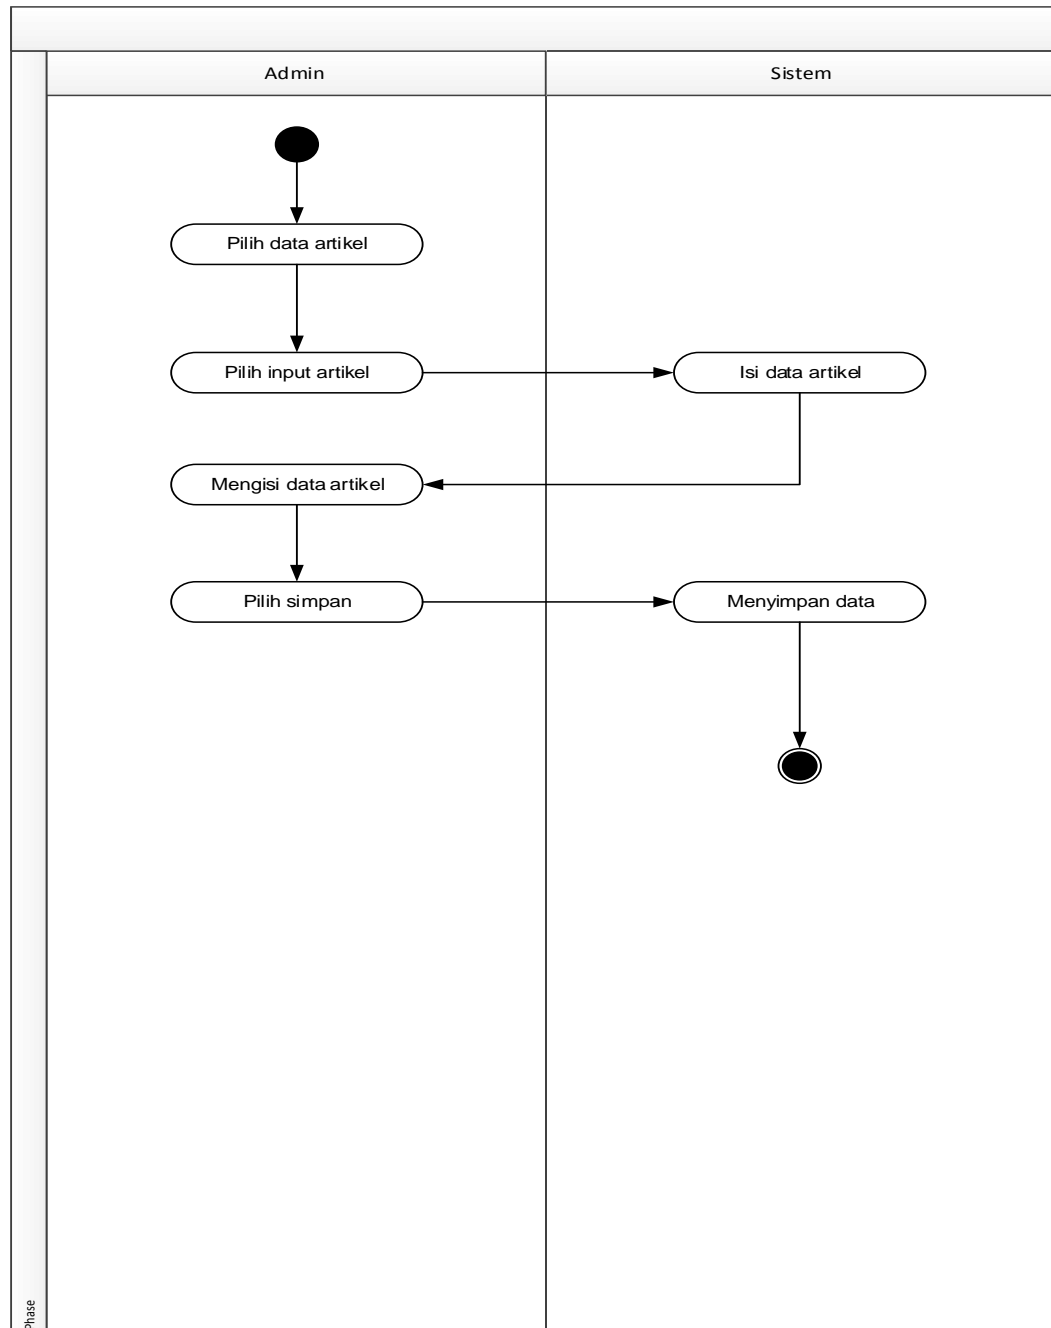 Admin
Sistem
Pilih data artikel
Pilih input artikel
Isi data artikel
Mengisi data artikel
Pilih simpan
Menyimpan data
Phase